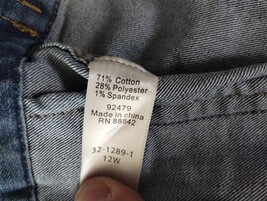 71% Cotton
28% Polyester
1% Spandex
92479
Made in china
RN 88842
32-1289-1
12W